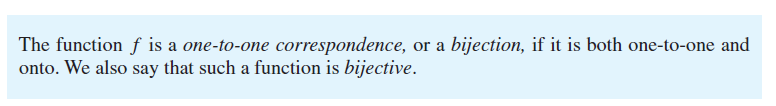 The function f is a one-to-one correspondence, or a bijection, if it is both one-to-one and
onto. We also say that such a function is bijective.